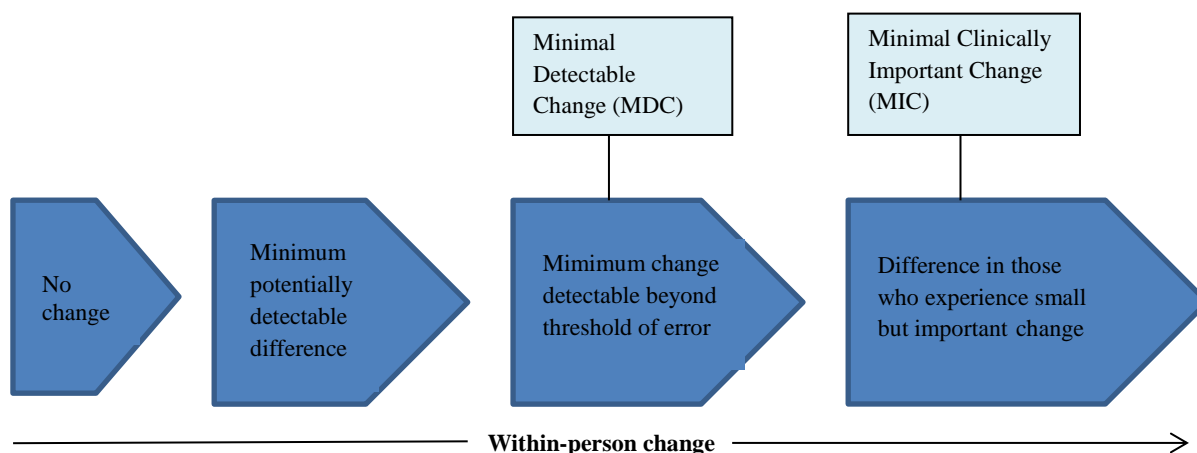 Minimal
Detectable
Change (MDC)
Minimal Clinically
Important Change
(MIC)
No
change
Minimum
potentially
detectable
difference
Mimimum change
detectable beyond
threshold of error
Difference in those
who experience small
but important change
Within-person change